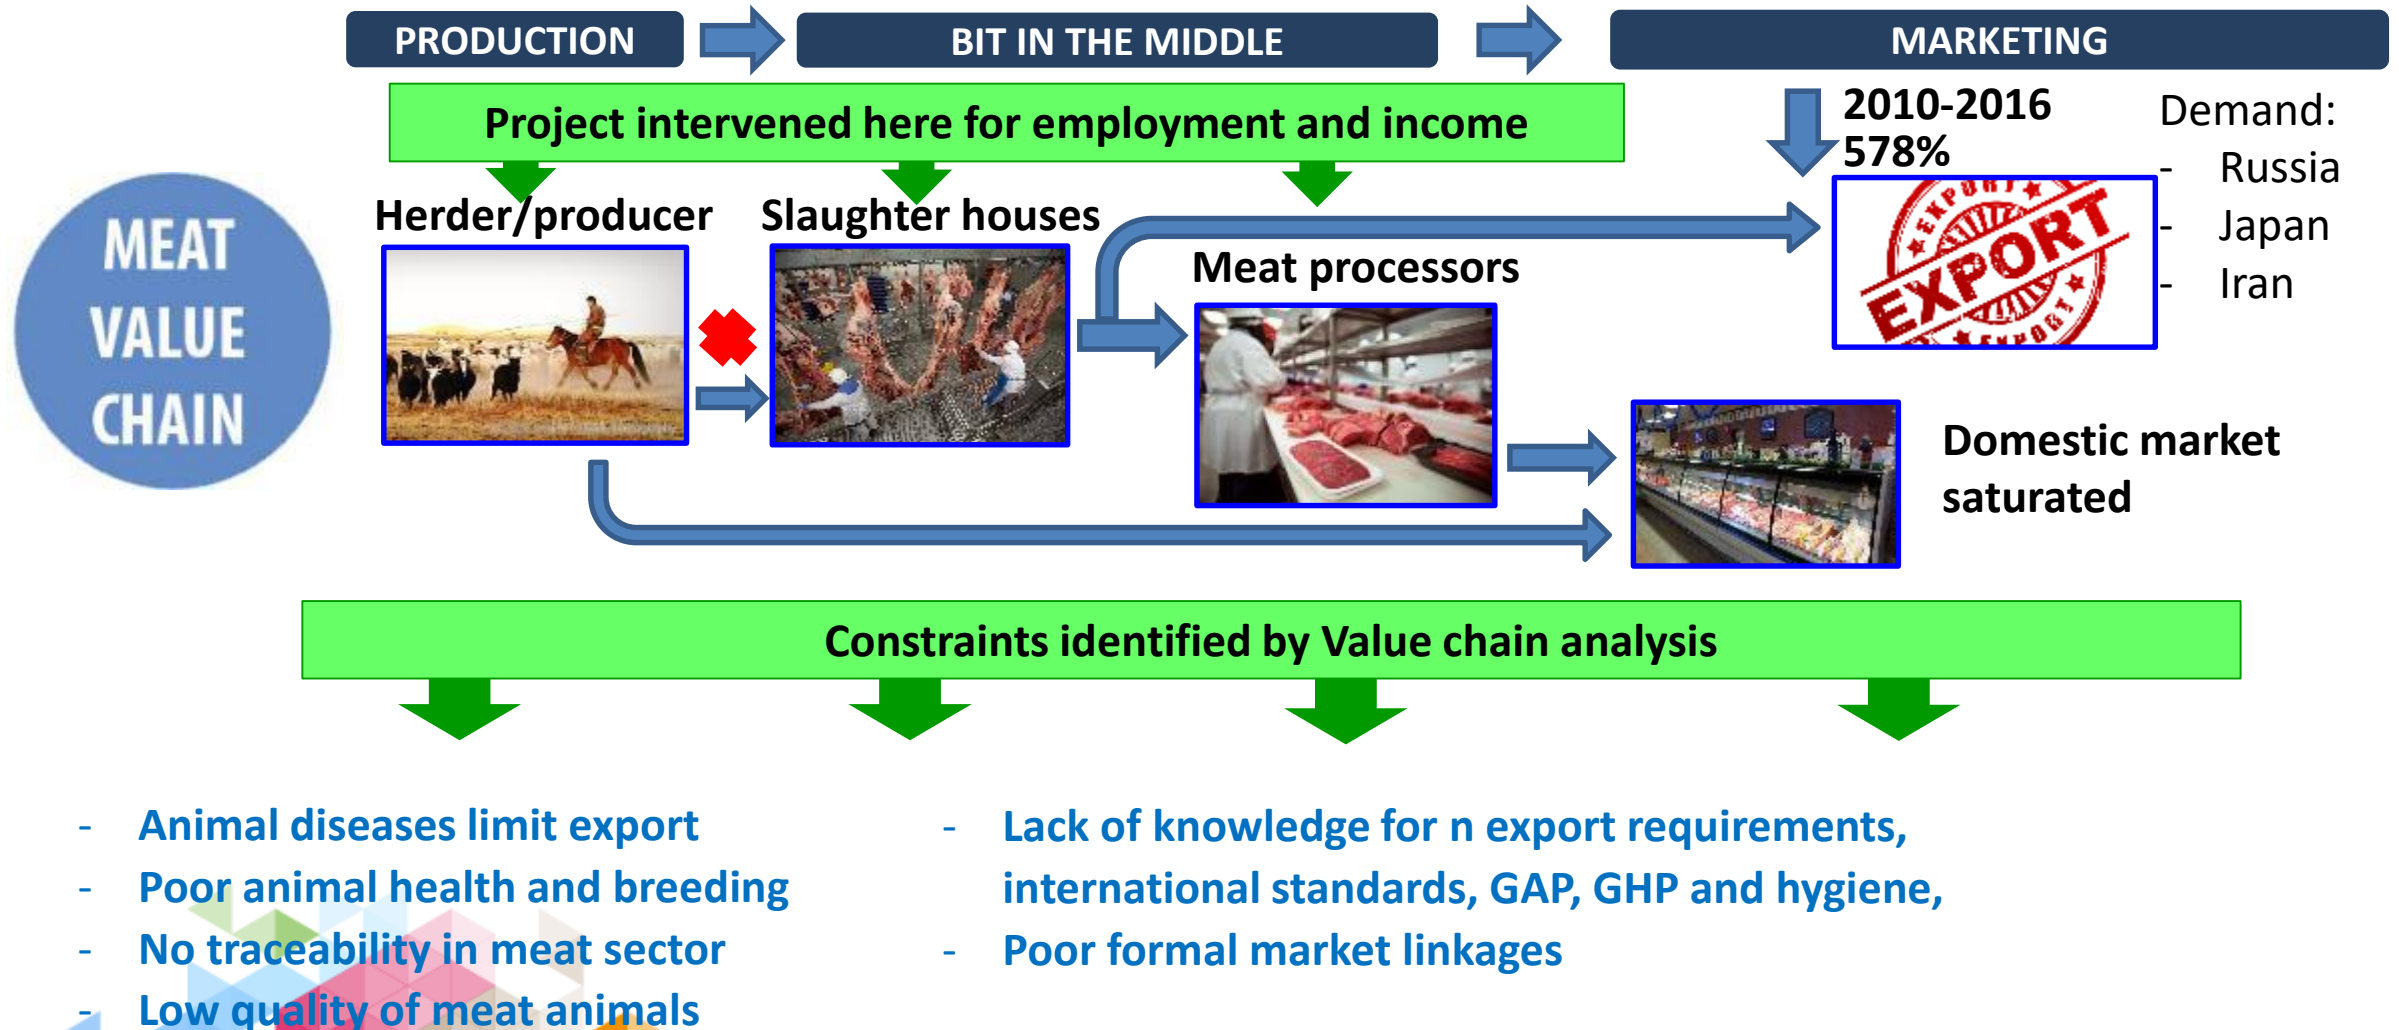 PRODUCTION
BIT IN THE MIDDLE
MARKETING
Project intervened here for employment and income
2010-2016
578%
Demand:
- Russia
- Japan
- Iran
MEAT
VALUE
CHAIN
Herder/producer
Slaughter houses
Meat processors
EXPORT
EXPORT
EXPORT
Domestic market
saturated
Constraints identified by Value chain analysis
- Animal diseases limit export
- Poor animal health and breeding
- No traceability in meat sector
- Low quality of meat animals
- Lack of knowledge for n export requirements,
international standards, GAP, GHP and hygiene,
- Poor formal market linkages